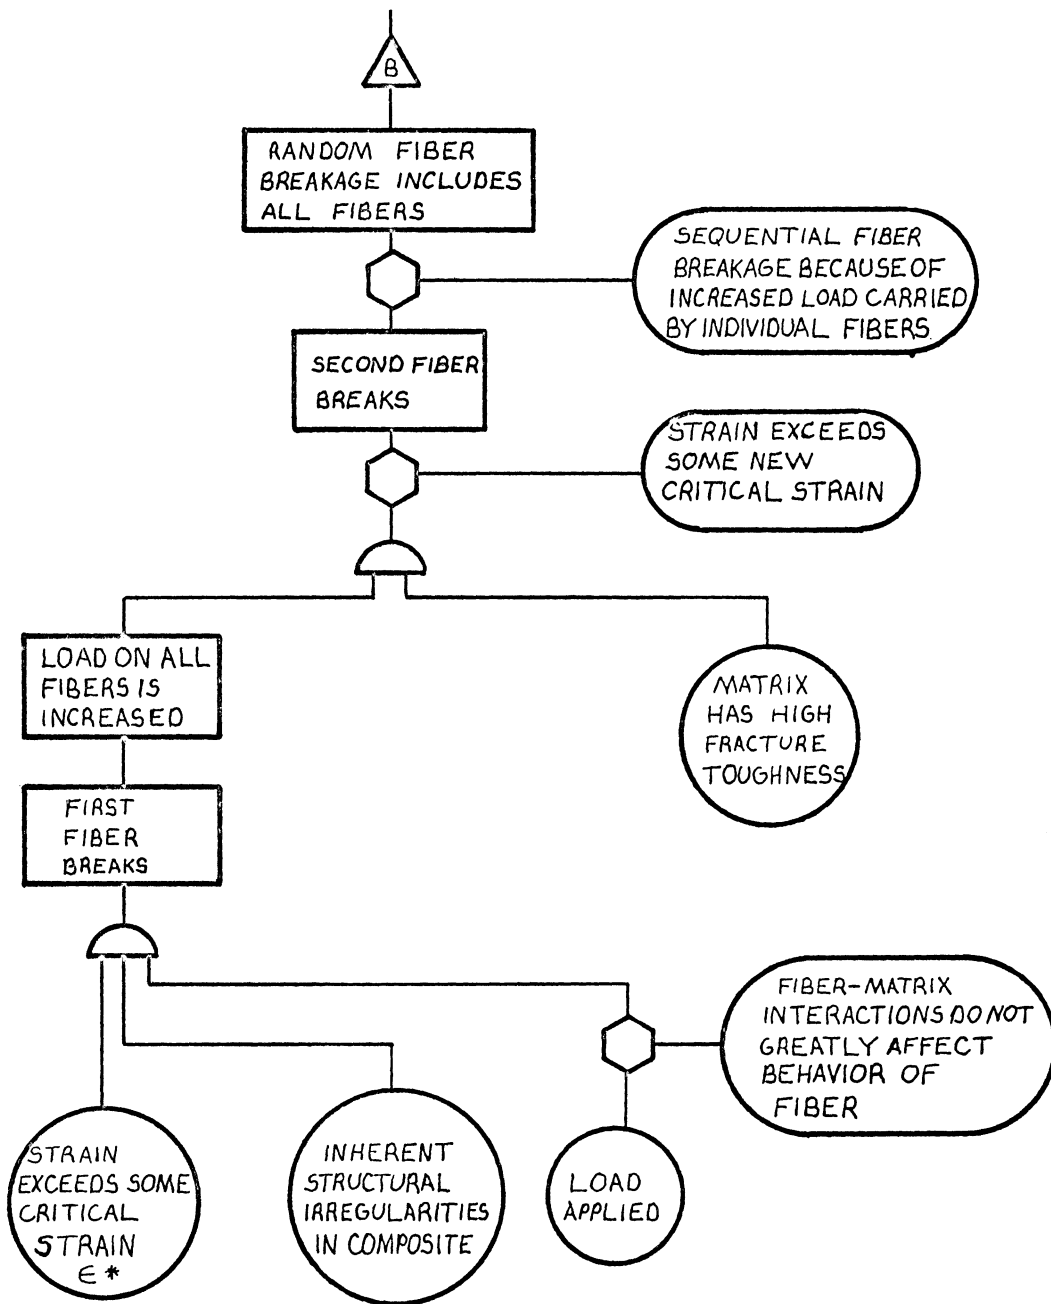 B
RANDOM FIBER
BREAKAGE INCLUDES
ALL FIBERS
SEQUENTIAL FIBER
BREAKAGE BECAUSE OF
INCREASED LOAD CARRIED
BY INDIVIDUAL FIBERS.
SECOND FIBER
BREAKS
STRAIN EXCEEDS
SOME NEW
CRITICAL STRAIN
LOAD ON ALL
FIBERS IS
INCREASED
MATRIX
HAS HIGH
FRACTURE
TOUGHNESS
FIRST
FIBER
BREAKS
FIBER-MATRIX
INTERACTIONS DO NOT
GREATLY AFFECT
BEHAVIOR OF
FIBER
STRAIN
EXCEEDS SOME
CRITICAL
STRAIN
∈ *
INHERENT
STRUCTURAL
IRREGULARITIES
IN COMPOSITE
LOAD
APPLIED